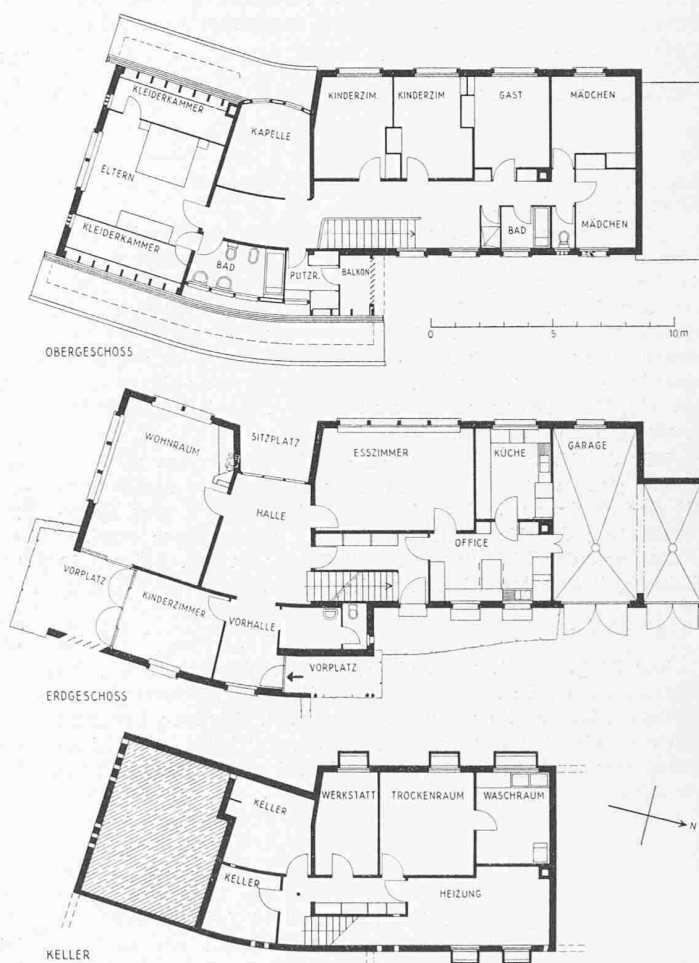 KLEIDERKAMMER
KAPELLE
KINDERZIM.
KINDERZIM
GAST
MÄDCHEN
ELTERN
KLEIDERKAMMER
BAD
PUTZR.
BALKON
BAD
MÄDCHEN
0 5 10 m
OBERGESCHOSS
WOHNRAUM
SITZPLATZ
ESSZIMMER
KÜCHE
GARAGE
HALLE
OFFICE
VORPLATZ
KINDERZIMMER
VORHALLE
VORPLATZ
ERDGESCHOSS
KELLER
WERKSTATT
TROCKENRAUM
WASCHRAUM
N
KELLER
HEIZUNG
KELLER